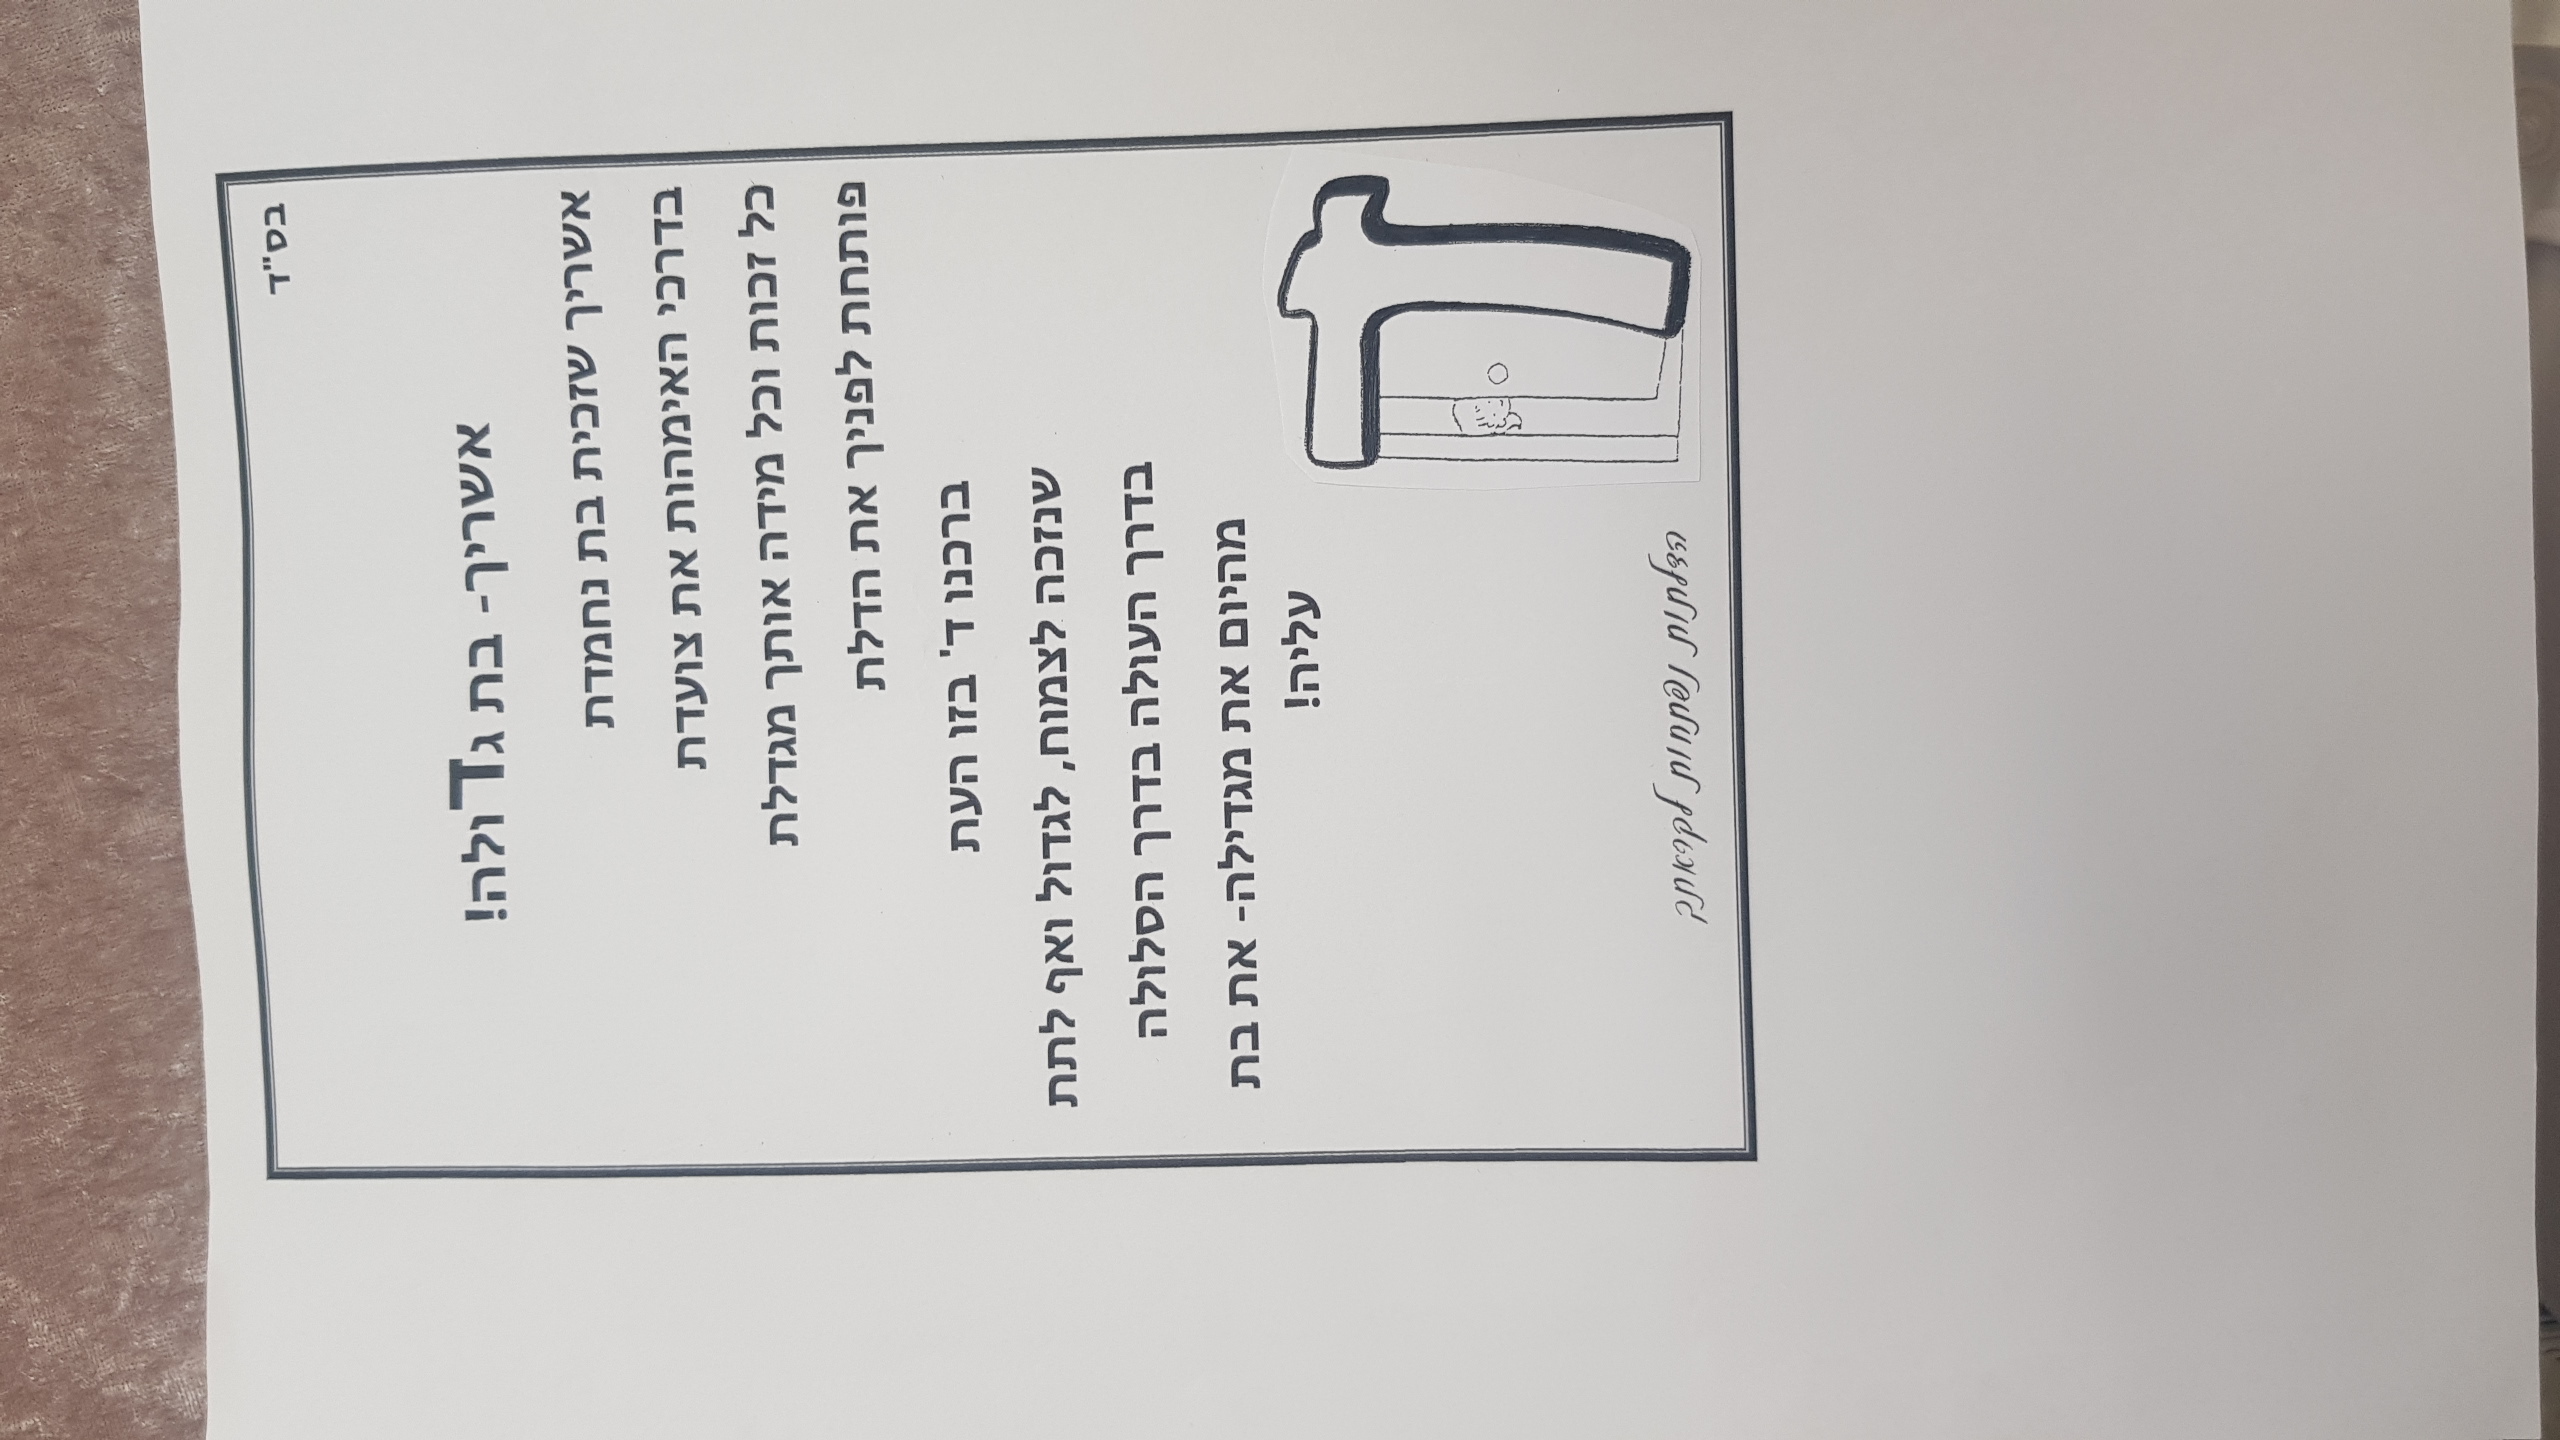 בס"ד
אשריך- בת גדולה!
אשריך שזכית בת נחמדת
בדרכי האימהות את צועדת
כל זכות וכל מידה אותך מגדלת
פותחת לפניך את הדלת
ברכנו ד' בזו העת
שנזכה לצמוח, לגדול ואף לתת
בדרך העולה בדרך הסלולה
מהיום את מגדילה- את בת
עליה!
ד
הדלתות נפתחות לקראתך